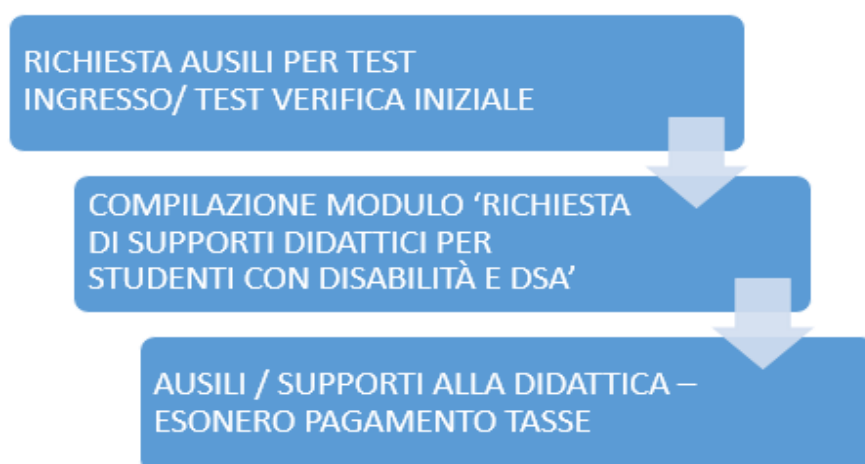 RICHIESTA AUSILI PER TEST
INGRESSO/ TEST VERIFICA INIZIALE
COMPILAZIONE MODULO ‘RICHIESTA
DI SUPPORTI DIDATTICI PER
STUDENTI CON DISABILITÀ E DSA’
AUSILI / SUPPORTI ALLA DIDATTICA –
ESONERO PAGAMENTO TASSE